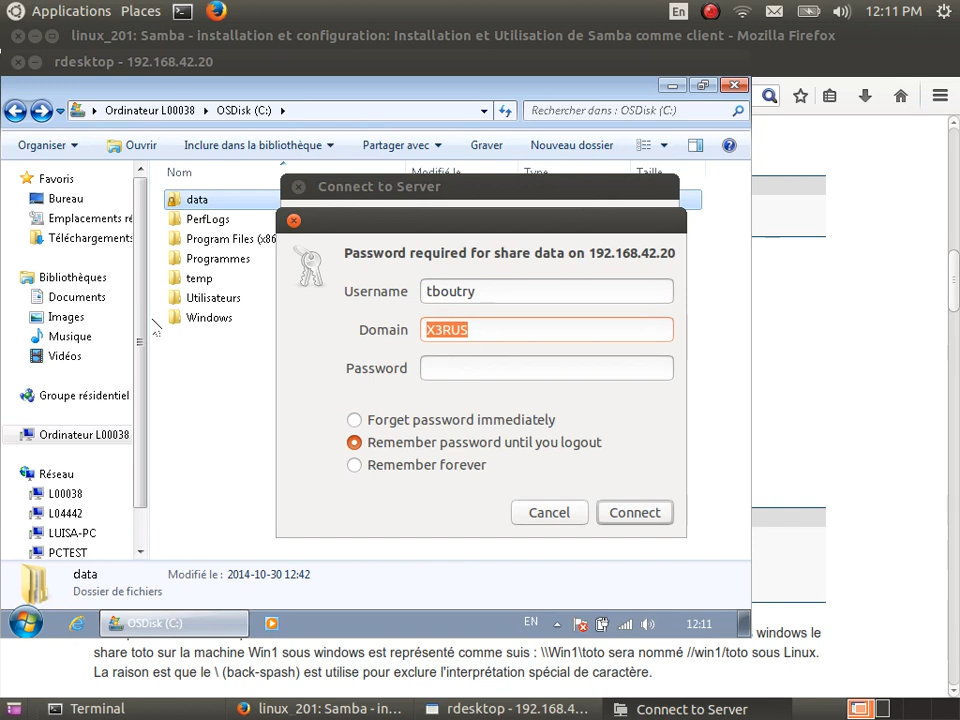 Applications Places En 12:11 PM
linux_201: Samba - installation et configuration: Installation et Utilisation de Samba comme client - Mozilla Firefox
rdesktop - 192.168.42.20
Ordinateur L00038 OSDisk (C:) Rechercher dans : OSDisk (C:)
Organiser Ouvrir Inclure dans la bibliothèque Partager avec Graver Nouveau dossier
Nom Modifié le Type Taille
Favoris
Bureau
Emplacements ré
Téléchargements
Bibliothèques
Documents
Images
Musique
Vidéos
Groupe résidentiel
Ordinateur L00038
Réseau
L00038
L04442
LUISA-PC
PCTEST
data
PerfLogs
Program Files (x86
Programmes
temp
Utilisateurs
Windows
Connect to Server
Password required for share data on 192.168.42.20
Username tboutry
Domain X3RUS
Password
Forget password immediately
Remember password until you logout
Remember forever
Cancel Connect
data Modifié le : 2014-10-30 12:42
Dossier de fichiers
OSDisk (C:) EN 12:11
windows le
share toto sur la machine Win1 sous windows est représenté comme suis : \\Win1\toto sera nommé //win1/toto sous Linux.
La raison est que le \ (back-spash) est utilise pour exclure l'interprétation spécial de caractère.
Terminal linux_201: Samba - in... rdesktop - 192.168.4... Connect to Server